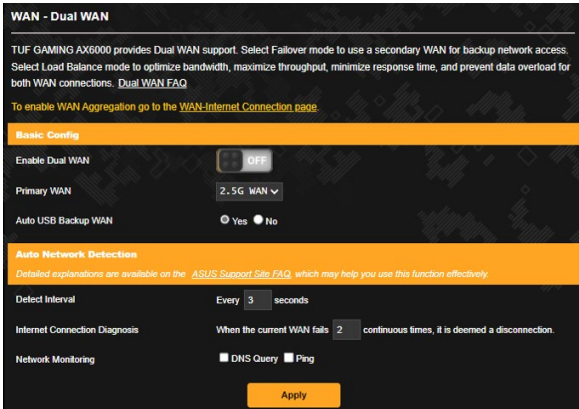 WAN - Dual WAN
TUF GAMING AX6000 provides Dual WAN support. Select Failover mode to use a secondary WAN for backup network access.
Select Load Balance mode to optimize bandwidth, maximize throughput, minimize response time, and prevent data overload for
both WAN connections. Dual WAN FAQ
To enable WAN Aggregation go to the WAN-Internet Connection page.
Basic Config
Enable Dual WAN OFF
Primary WAN 2.5G WAN
Auto USB Backup WAN Yes No
Auto Network Detection
Detailed explanations are available on the ASUS Support Site FAQ, which may help you use this function effectively.
Detect Interval Every 3 seconds
Internet Connection Diagnosis When the current WAN fails 2 continuous times, it is deemed a disconnection.
Network Monitoring DNS Query Ping
Apply